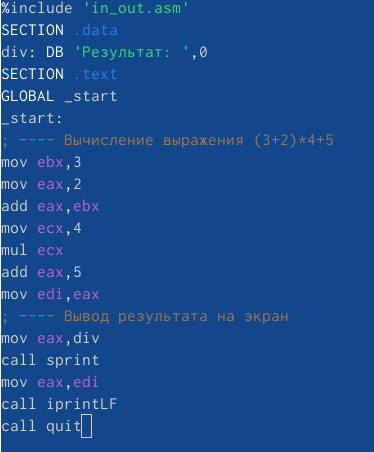 %include 'in_out.asm'
SECTION .data
div: DB 'Результат: ',0
SECTION .text
GLOBAL _start
_start:
; ---- Вычисление выражения (3+2)*4+5
mov ebx,3
mov eax,2
add eax,ebx
mov ecx,4
mul ecx
add eax,5
mov edi,eax
; ---- Вывод результата на экран
mov eax,div
call sprint
mov eax,edi
call iprintLF
call quit